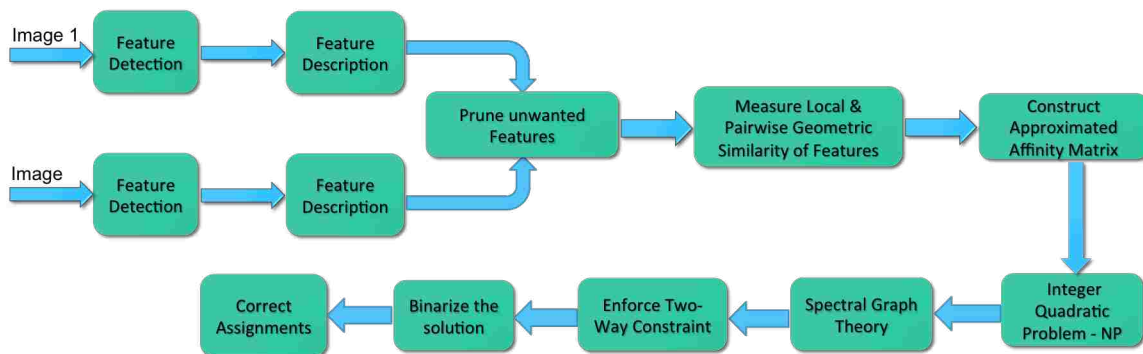 Image 1
Feature
Detection
Feature
Description
Prune unwanted
Features
Measure Local &
Pairwise Geometric
Similarity of Features
Construct
Approximated
Affinity Matrix
Image
Feature
Detection
Feature
Description
Integer
Quadratic
Problem - NP
Spectral Graph
Theory
Enforce Two-
Way Constraint
Binarize the
solution
Correct
Assignments